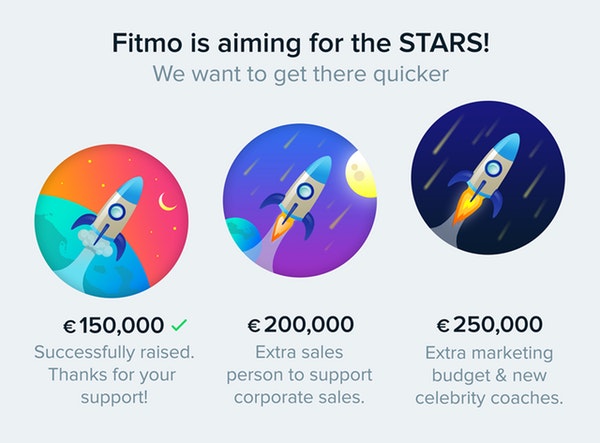 Fitmo is aiming for the STARS!
We want to get there quicker
€150,000 ✓
Successfully raised.
Thanks for your
support!
€200,000
Extra sales
person to support
corporate sales.
€250,000
Extra marketing
budget & new
celebrity coaches.